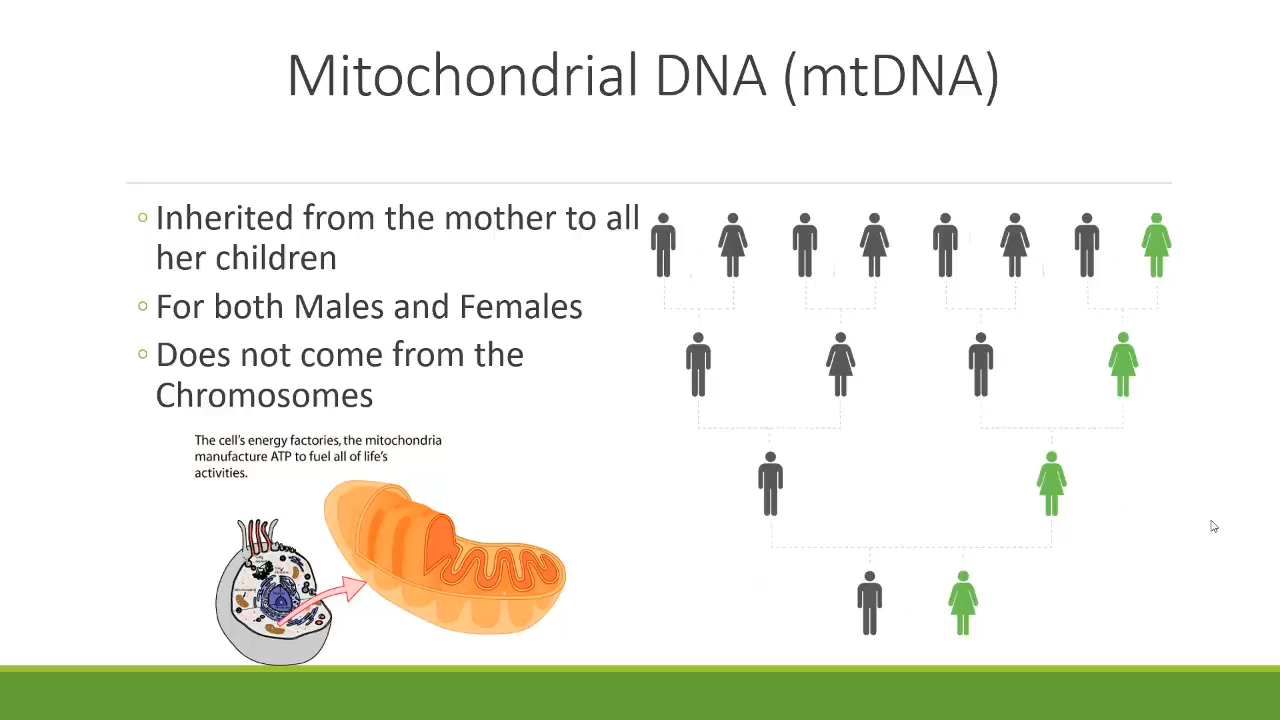 Mitochondrial DNA (mtDNA)
◦ Inherited from the mother to all
her children
◦ For both Males and Females
◦ Does not come from the
Chromosomes
The cell's energy factories, the mitochondria
manufacture ATP to fuel all of life's
activities.